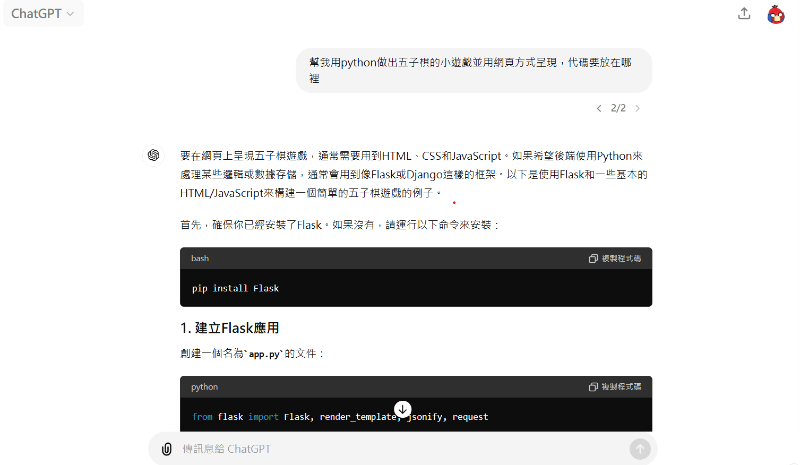 ChatGPT
幫我用python做出五子棋的小遊戲並用網頁方式呈現，代碼要放在哪
裡
2/2
要在網頁上呈現五子棋遊戲，通常需要用到HTML、CSS和JavaScript。如果希望後端使用Python來
處理某些邏輯或數據存儲，通常會用到像Flask或Django這樣的框架。以下是使用Flask和一些基本的
HTML/JavaScript來構建一個簡單的五子棋遊戲的例子。
首先，確保你已經安裝了Flask。如果沒有，請運行以下命令來安裝：
bash
複製程式碼
pip install Flask
1. 建立Flask應用
創建一個名為`app.py`的文件：
python
複製程式碼
from flask import Flask, render_template, jsonify, request
傳訊息給 ChatGPT